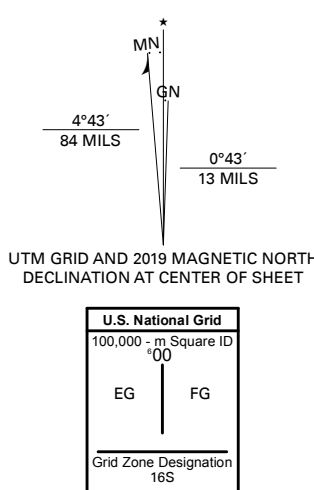 ★
MN
GN
4°43´
84 MILS
0°43´
13 MILS
UTM GRID AND 2019 MAGNETIC NORTH
DECLINATION AT CENTER OF SHEET
U.S. National Grid
100,000 - m Square ID
⁶00
EG FG
Grid Zone Designation
16S